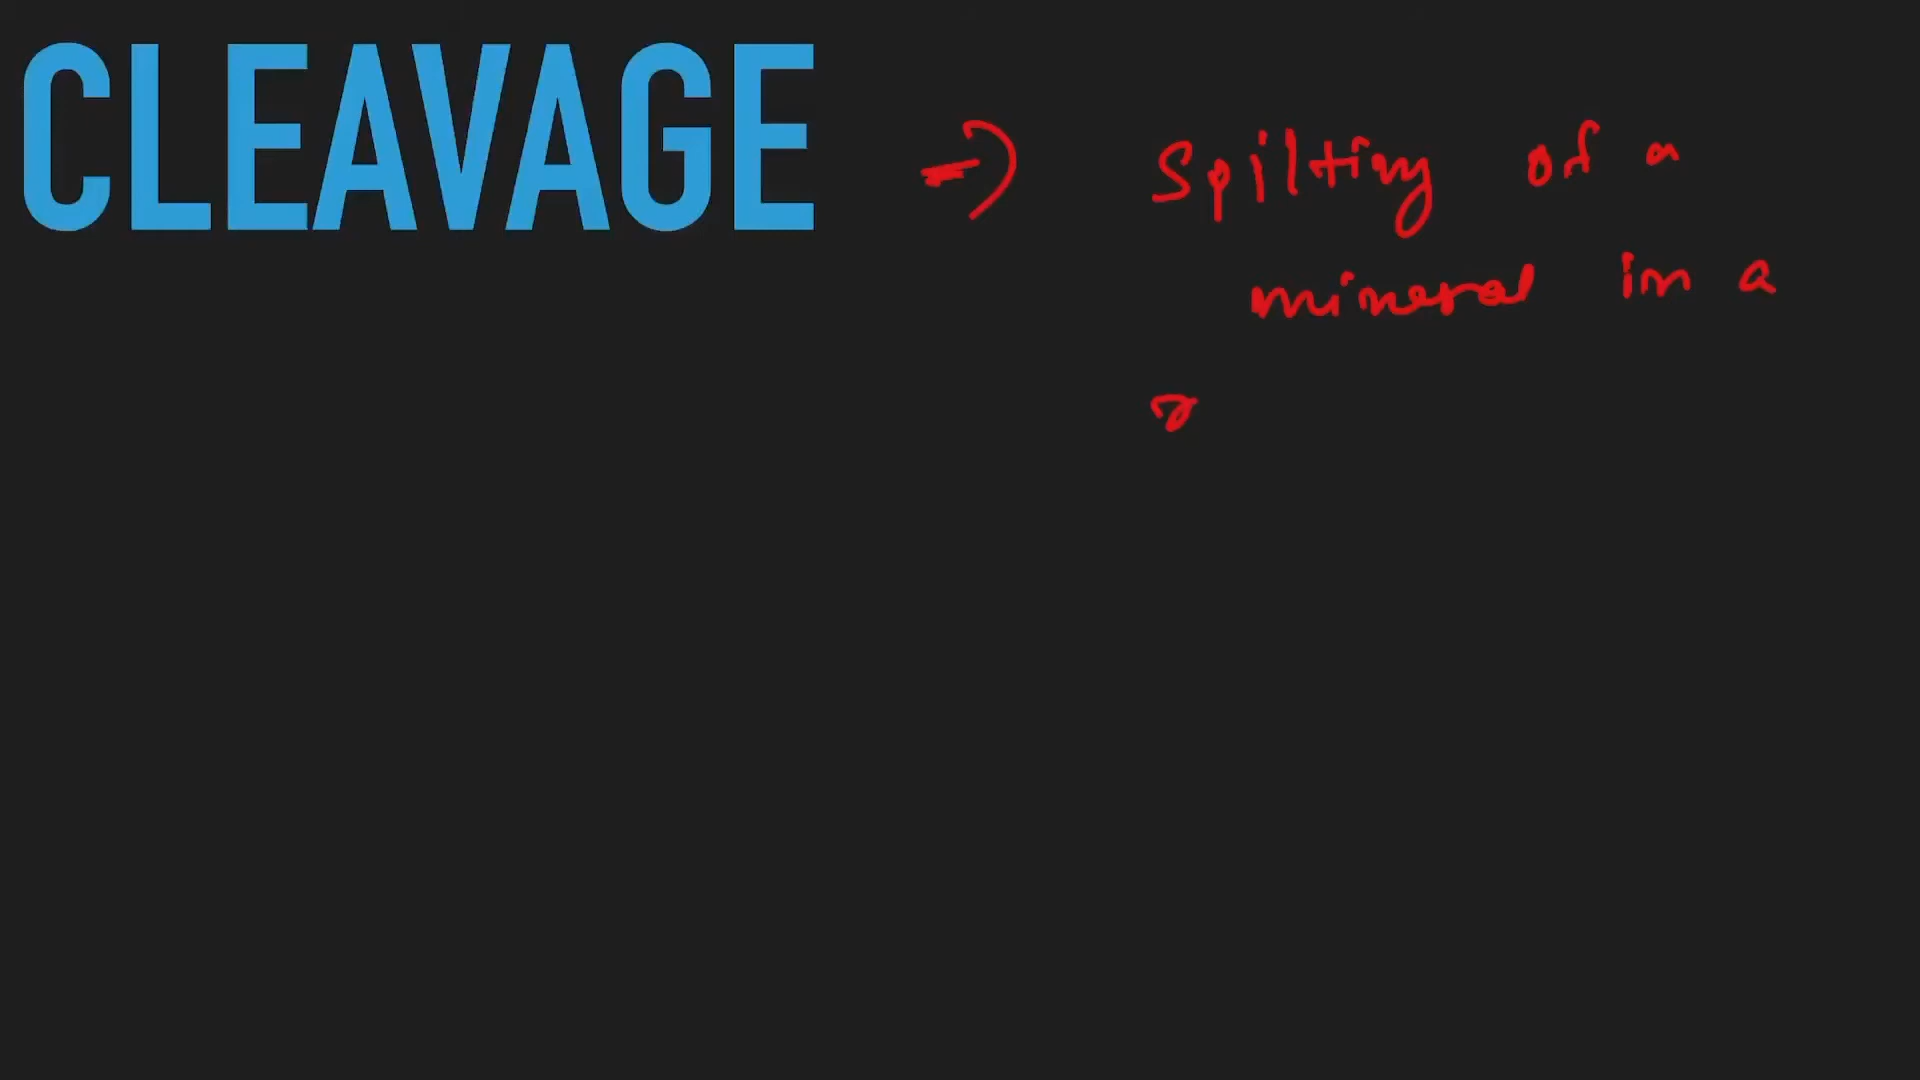 CLEAVAGE
Spilting of a
mineral in a